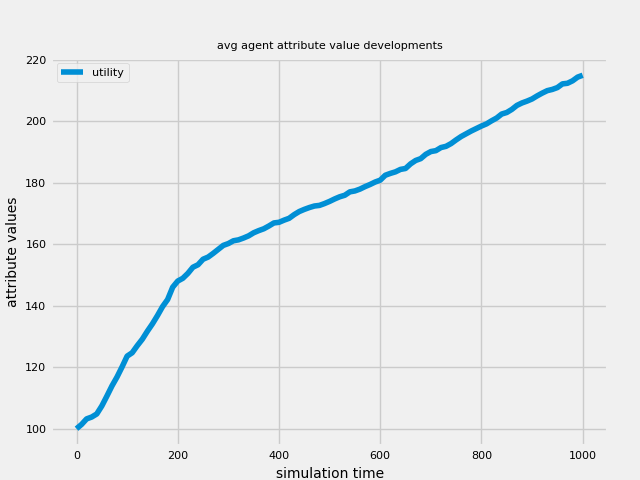 avg agent attribute value developments
utility
attribute values
220
200
180
160
140
120
100
0 200 400 600 800 1000
simulation time